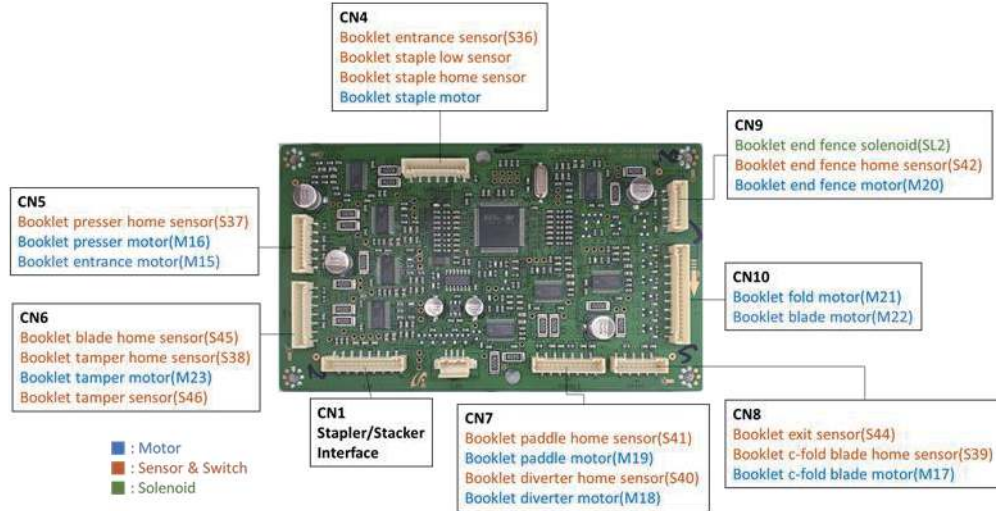 CN4
Booklet entrance sensor(S36)
Booklet staple low sensor
Booklet staple home sensor
Booklet staple motor
CN9
Booklet end fence solenoid(SL2)
Booklet end fence home sensor(S42)
Booklet end fence motor(M20)
CN5
Booklet presser home sensor(S37)
Booklet presser motor(M16)
Booklet entrance motor(M15)
CN10
Booklet fold motor(M21)
Booklet blade motor(M22)
CN6
Booklet blade home sensor(S45)
Booklet tamper home sensor(S38)
Booklet tamper motor(M23)
Booklet tamper sensor(S46)
CN1
Stapler/Stacker
Interface
CN7
Booklet paddle home sensor(S41)
Booklet paddle motor(M19)
Booklet diverter home sensor(S40)
Booklet diverter motor(M18)
CN8
Booklet exit sensor(S44)
Booklet c-fold blade home sensor(S39)
Booklet c-fold blade motor(M17)
: Motor
: Sensor & Switch
: Solenoid